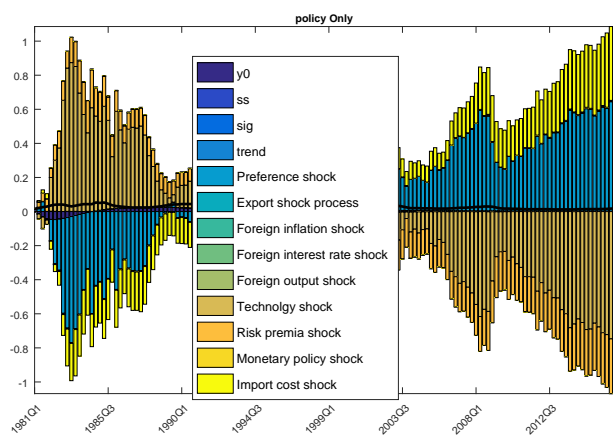 policy Only
1
0.8
0.6
0.4
0.2
0
-0.2
-0.4
-0.6
-0.8
-1
y0
ss
sig
trend
Preference shock
Export shock process
Foreign inflation shock
Foreign interest rate shock
Foreign output shock
Technolgy shock
Risk premia shock
Monetary policy shock
Import cost shock
1981Q1
1985Q3
1990Q1
1994Q3
1999Q1
2003Q3
2008Q1
2012Q3